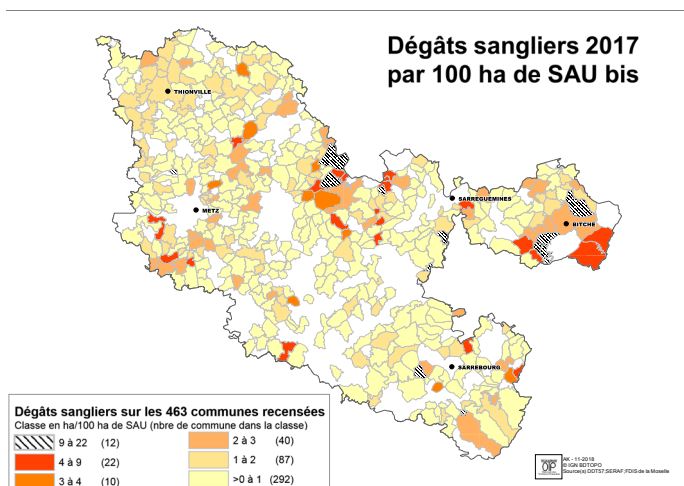 Dégâts sangliers 2017
par 100 ha de SAU bis
THIONVILLE
METZ
SARREGUEMINES
BITCHE
SARREBOURG
Dégâts sangliers sur les 463 communes recensées
Classe en ha/100 ha de SAU (nbre de commune dans la classe)
9 à 22 (12)
4 à 9 (22)
3 à 4 (10)
2 à 3 (40)
1 à 2 (87)
>0 à 1 (292)
AK - 11-2018
© IGN BDTOPO
Source(s) DDT57;SERAF;FDIS de la Moselle